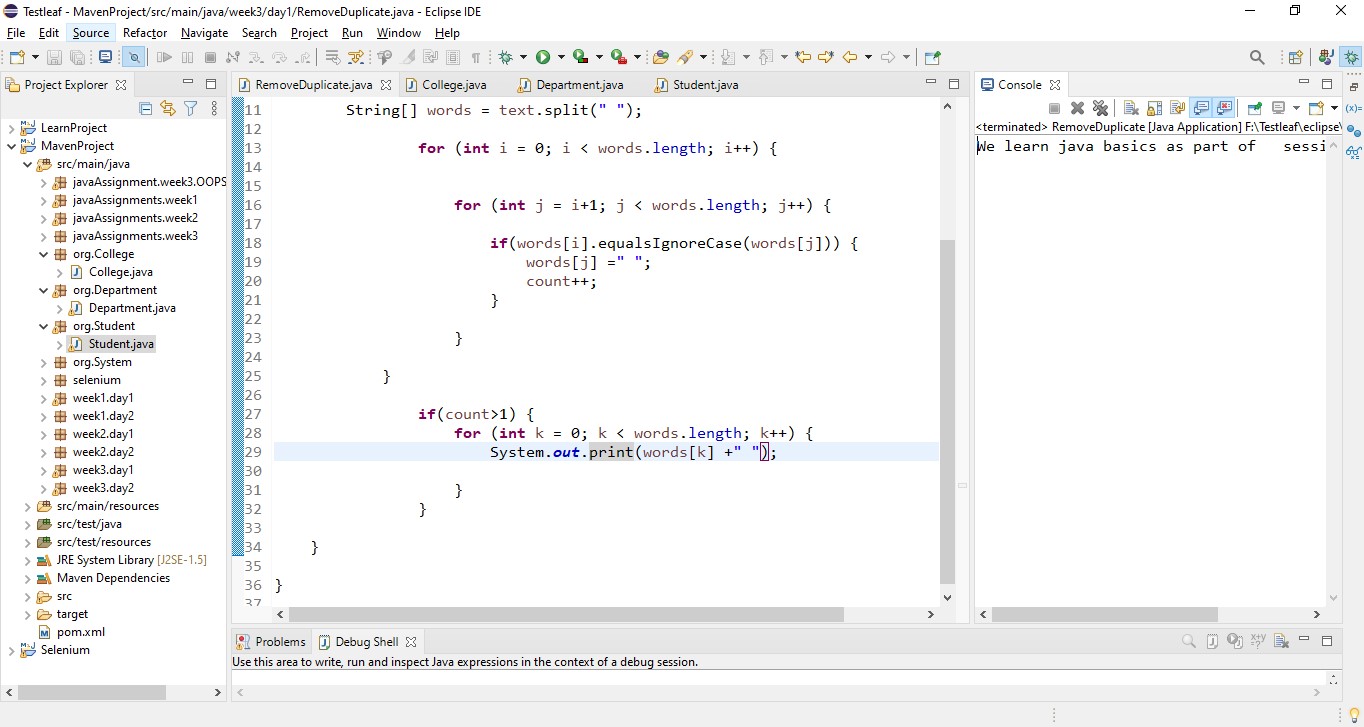 Testleaf - MavenProject/src/main/java/week3/day1/RemoveDuplicate.java - Eclipse IDE
File Edit Source Refactor Navigate Search Project Run Window Help
Project Explorer
LearnProject
MavenProject
src/main/java
javaAssignment.week3.OOPS
javaAssignments.week1
javaAssignments.week2
javaAssignments.week3
org.College
College.java
org.Department
Department.java
org.Student
Student.java
org.System
selenium
week1.day1
week1.day2
week2.day1
week2.day2
week3.day1
week3.day2
src/main/resources
src/test/java
src/test/resources
JRE System Library [J2SE-1.5]
Maven Dependencies
src
target
pom.xml
Selenium
RemoveDuplicate.java College.java Department.java Student.java
11 String[] words = text.split(" ");
12
13 for (int i = 0; i < words.length; i++) {
14
15
16 for (int j = i+1; j < words.length; j++) {
17
18 if(words[i].equalsIgnoreCase(words[j])) {
19 words[j] =" ";
20 count++;
21 }
22
23 }
24
25 }
26
27 if(count>1) {
28 for (int k = 0; k < words.length; k++) {
29 System.out.print(words[k] +" ");
30
31 }
32 }
33
34 }
35
36 }
37
Console
<terminated> RemoveDuplicate [Java Application] F:\Testleaf\eclipse\
We learn java basics as part of   sessi
Problems Debug Shell
Use this area to write, run and inspect Java expressions in the context of a debug session.